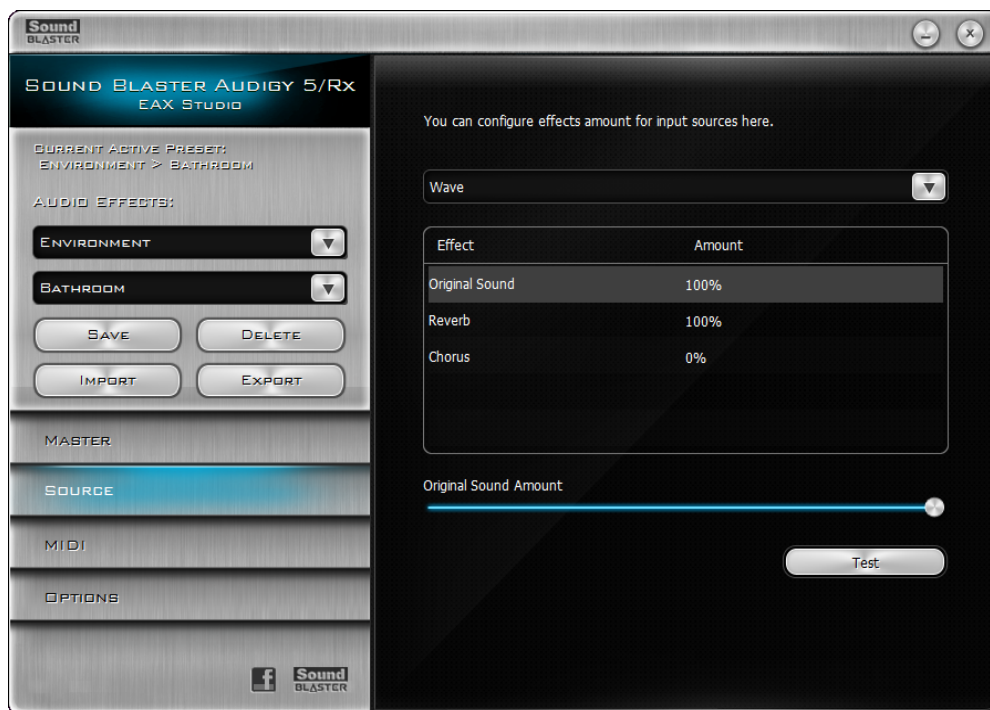 Sound
BLASTER
SOUND BLASTER AUDIGY 5/RX
EAX STUDIO
CURRENT ACTIVE PRESET:
ENVIRONMENT > BATHROOM
AUDIO EFFECTS:
ENVIRONMENT
BATHROOM
SAVE DELETE
IMPORT EXPORT
MASTER
SOURCE
MIDI
OPTIONS
f
Sound
BLASTER
You can configure effects amount for input sources here.
Wave
Effect Amount
Original Sound 100%
Reverb 100%
Chorus 0%
Original Sound Amount
Test